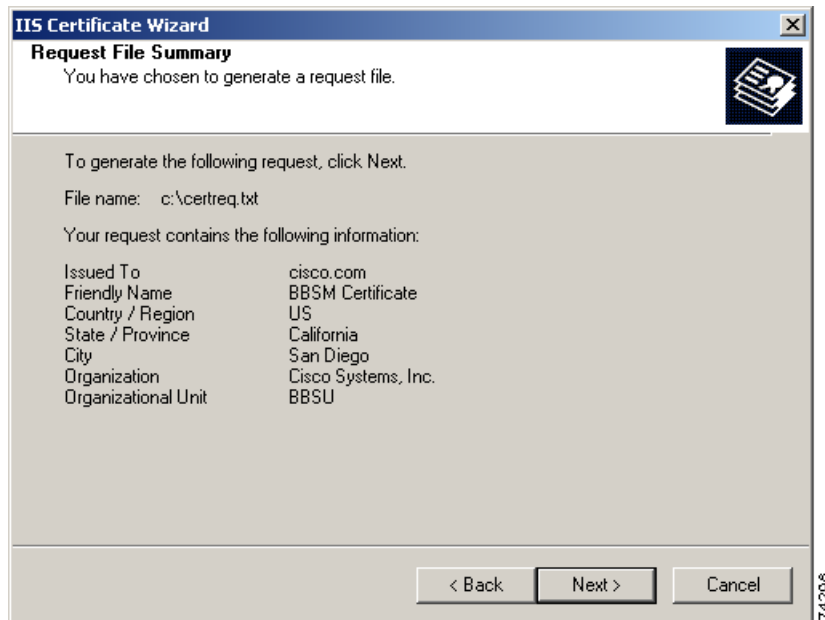 IIS Certificate Wizard
Request File Summary
You have chosen to generate a request file.
To generate the following request, click Next.
File name: c:\certreq.txt
Your request contains the following information:
Issued To cisco.com
Friendly Name BBSM Certificate
Country / Region US
State / Province California
City San Diego
Organization Cisco Systems, Inc.
Organizational Unit BBSU
< Back Next > Cancel